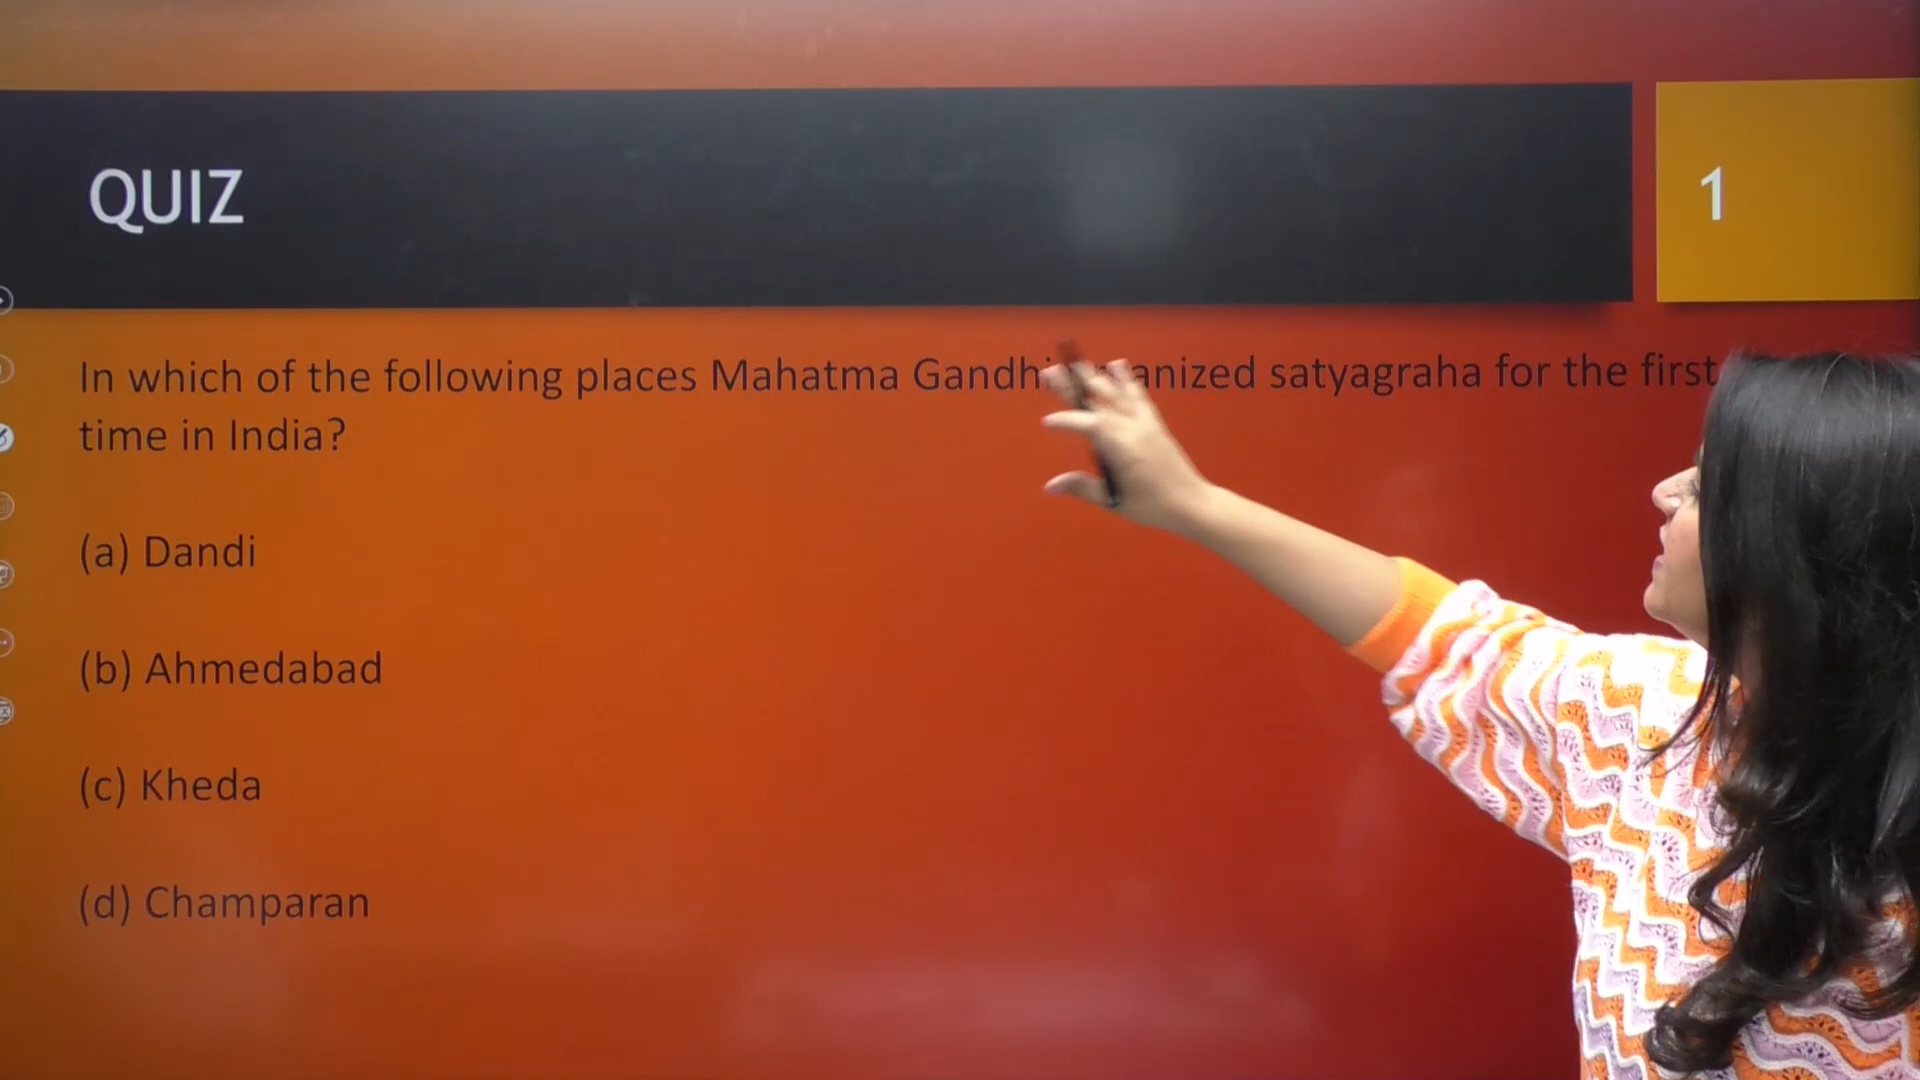 QUIZ
1
In which of the following places Mahatma Gandhi satyagraha for the first
time in India?
(a) Dandi
(b) Ahmedabad
(c) Kheda
(d) Champaran